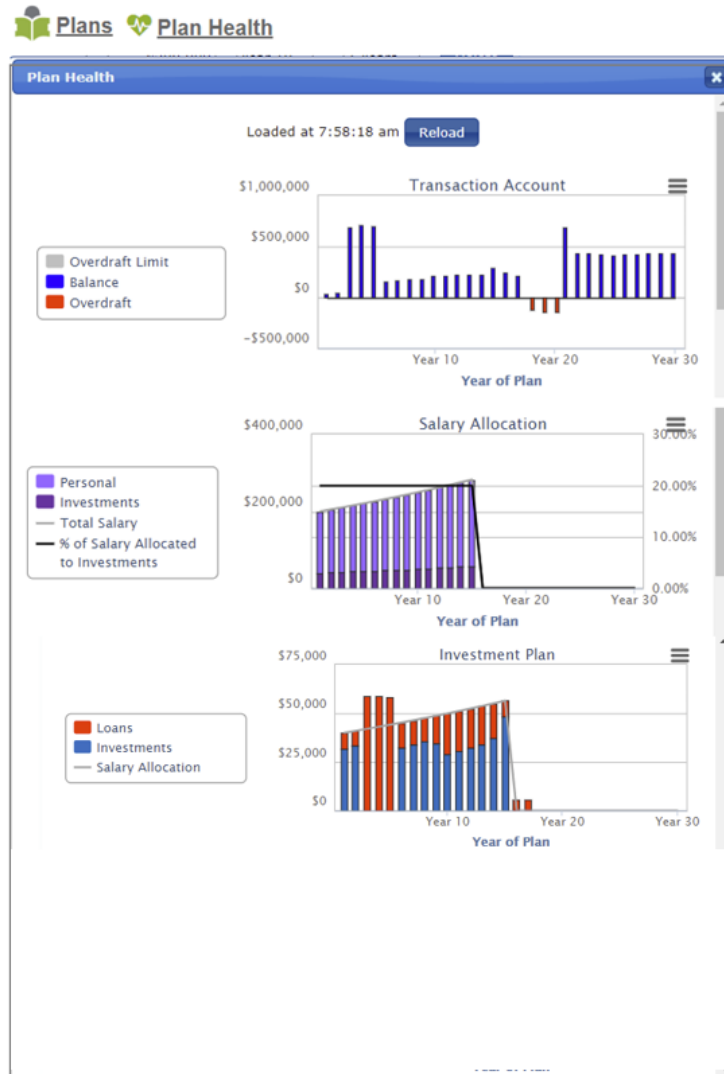 Plans Plan Health
Plan Health
Loaded at 7:58:18 am Reload
Transaction Account
$1,000,000
$500,000
$0
-$500,000
Overdraft Limit
Balance
Overdraft
Year 10 Year 20 Year 30
Year of Plan
Salary Allocation
$400,000
$200,000
$0
30.00%
20.00%
10.00%
0.00%
Personal
Investments
Total Salary
% of Salary Allocated
to Investments
Year 10 Year 20 Year 30
Year of Plan
Investment Plan
$75,000
$50,000
$25,000
$0
Loans
Investments
Salary Allocation
Year 10 Year 20 Year 30
Year of Plan